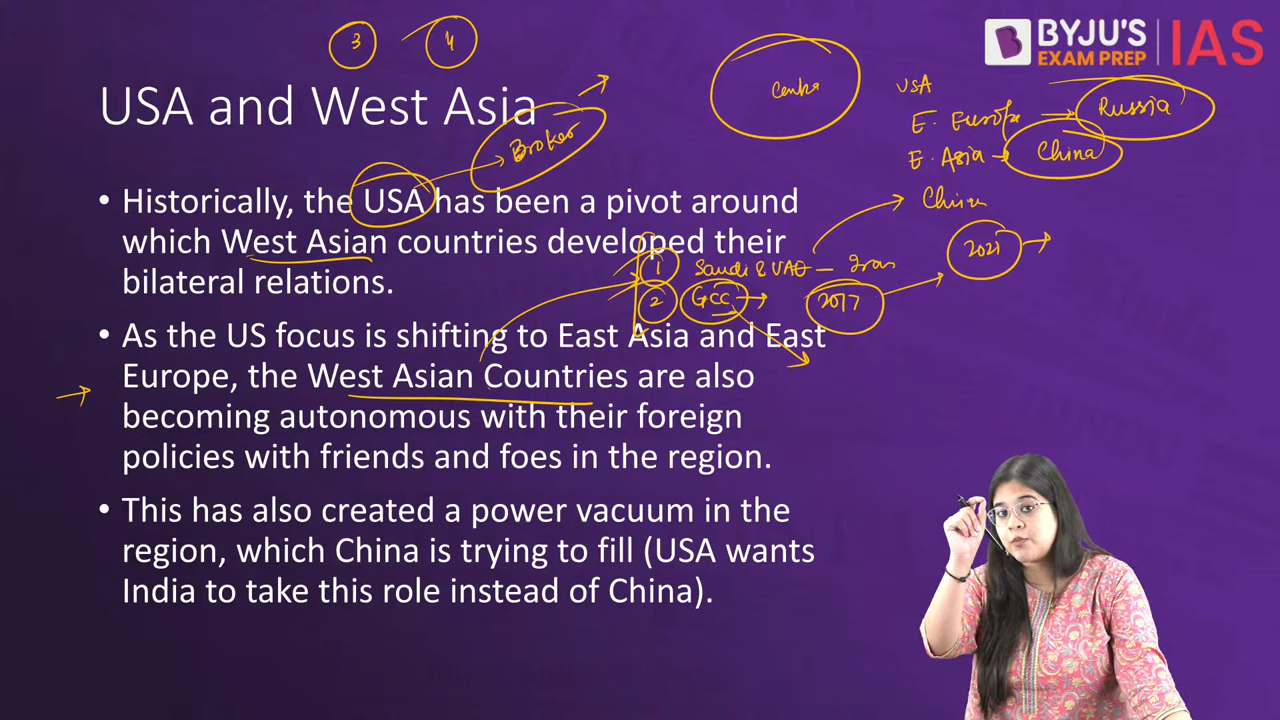 3 4
BYJU'S
EXAM PREP
IAS
USA and West Asia
Broker
USA
E. Europe → Russia
E. Asia → China
China
• Historically, the USA has been a pivot around
which West Asian countries developed their
bilateral relations.
1 Saudi & UAE – Iran
2 GCC → 2017 → 2021 →
• As the US focus is shifting to East Asia and East
Europe, the West Asian Countries are also
becoming autonomous with their foreign
policies with friends and foes in the region.
• This has also created a power vacuum in the
region, which China is trying to fill (USA wants
India to take this role instead of China).